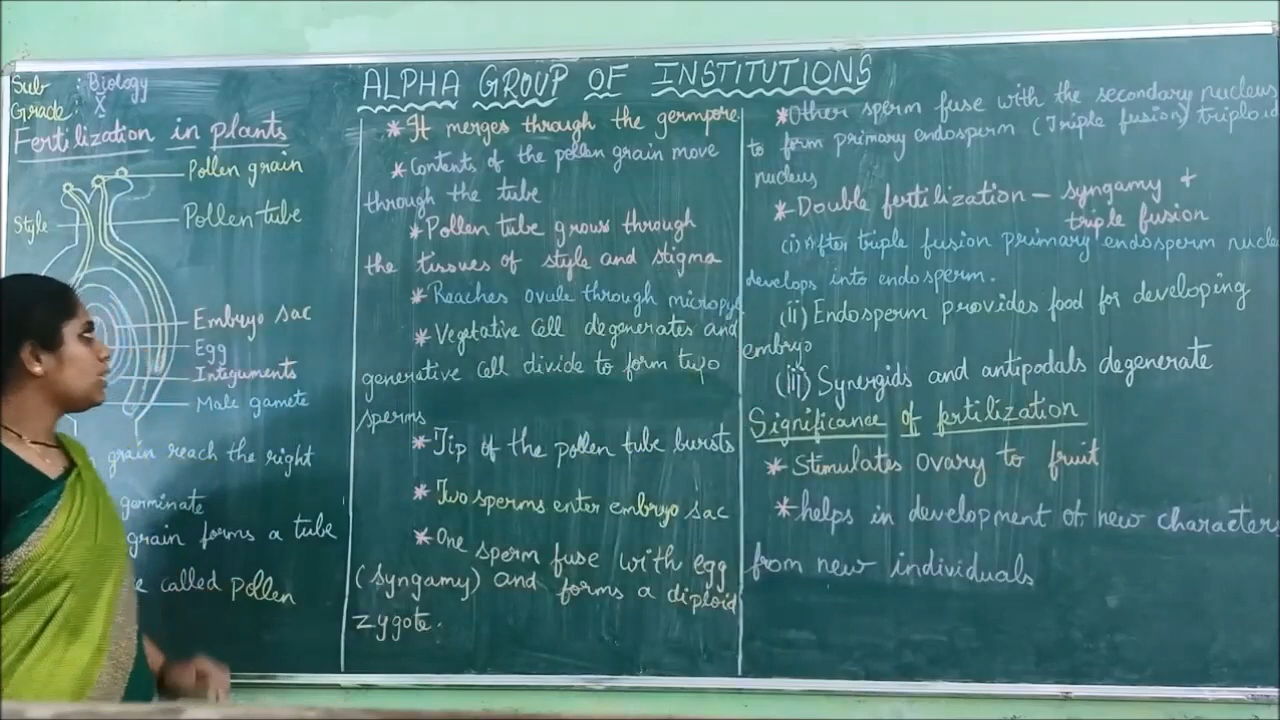 ALPHA GROUP OF INSTITUTIONS
Sub : Biology
Grade : X
Fertilization in plants
Pollen grain
Style
Pollen tube
Embryo sac
Egg
Integuments
Male gamete
grain reach the right
germinate
grain forms a tube
called pollen
* It merges through the germpore
* Contents of the pollen grain move
through the tube
* Pollen tube grows through
the tissues of style and stigma
* Reaches ovule through micropyl
* Vegetative cell degenerates and
generative cell divide to form two
sperms
* Tip of the pollen tube bursts
* Two sperms enter embryo sac
* One sperm fuse with egg
(syngamy) and forms a diploid
zygote.
* Other sperm fuse with the secondary nucleus
to form primary endosperm (Triple fusion) triploid
nucleus
* Double fertilization - syngamy +
triple fusion
(i) After triple fusion primary endosperm nucle
develops into endosperm.
(ii) Endosperm provides food for developing
embryo
(iii) Synergids and antipodals degenerate
Significance of fertilization
* Stimulates ovary to fruit
* helps in development of new characters
from new individuals